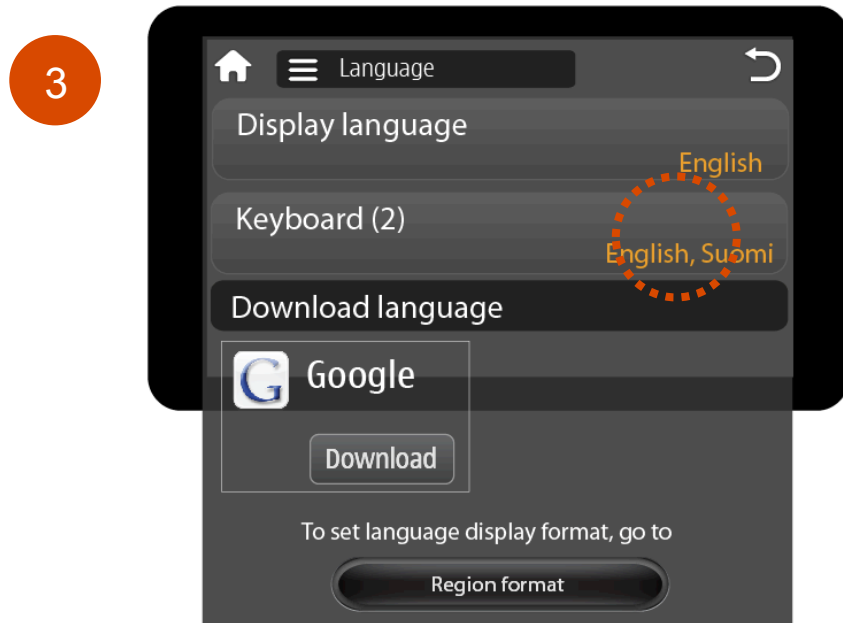 3
Language
Display language
English
Keyboard (2)
English, Suomi
Download language
G
Google
Download
To set language display format, go to
Region format